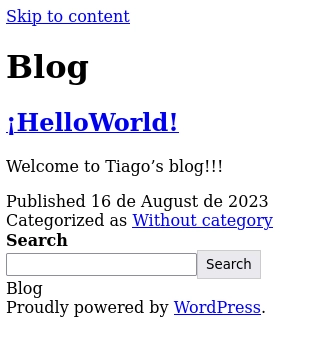 Skip to content
Blog
¡HelloWorld!
Welcome to Tiago’s blog!!!
Published 16 de August de 2023
Categorized as Without category
Search
Search
Blog
Proudly powered by WordPress.